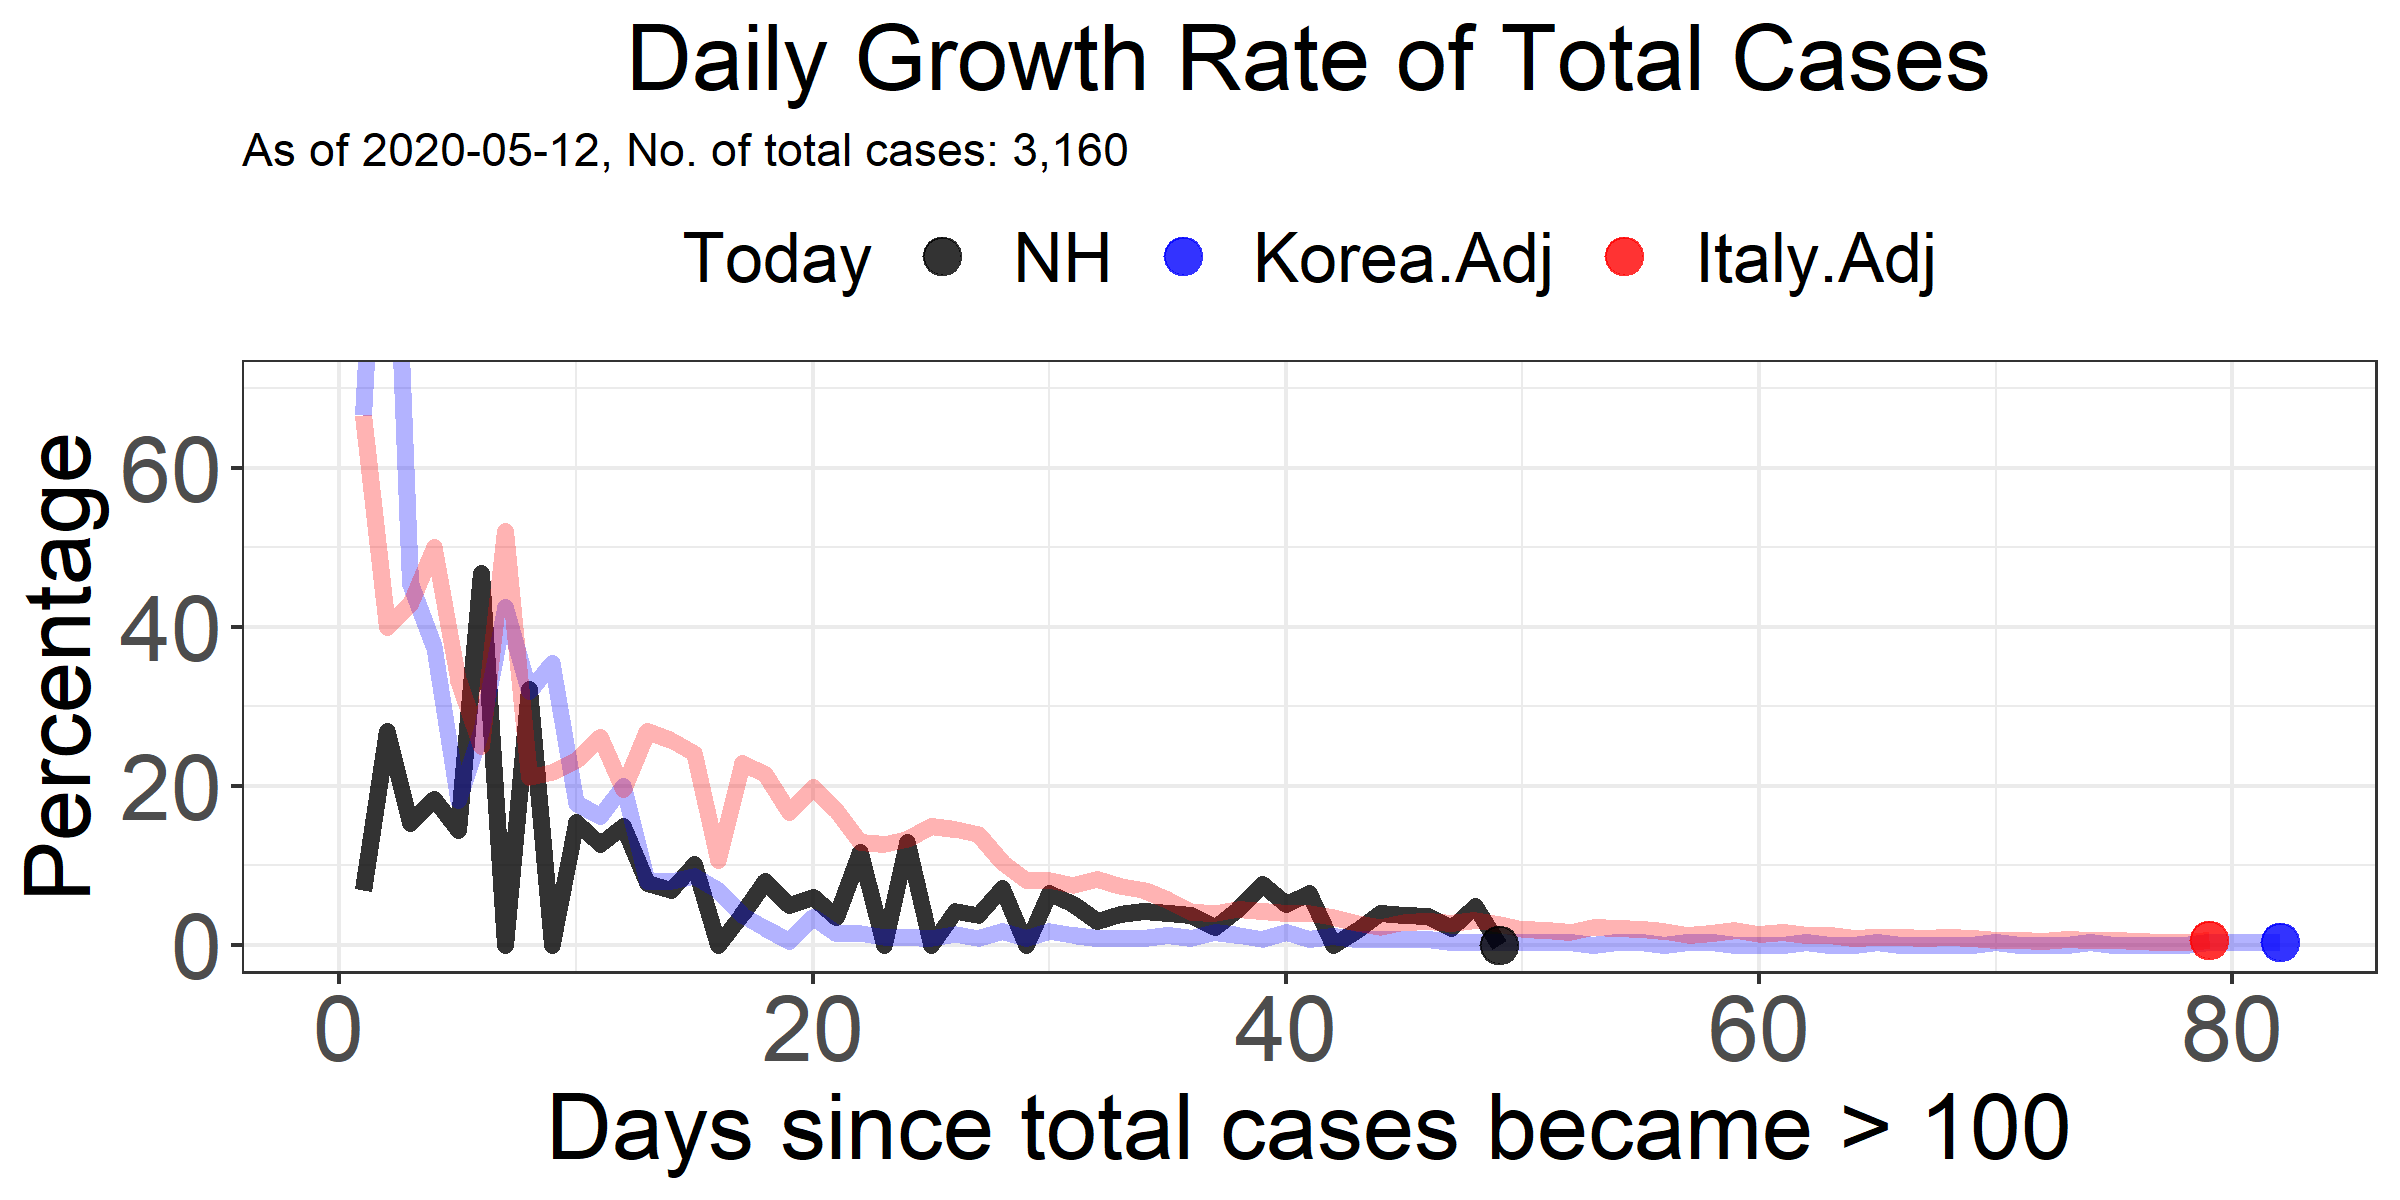 Daily Growth Rate of Total Cases
As of 2020-05-12, No. of total cases: 3,160
Today NH Korea.Adj Italy.Adj
Percentage
60
40
20
0
0 20 40 60 80
Days since total cases became > 100